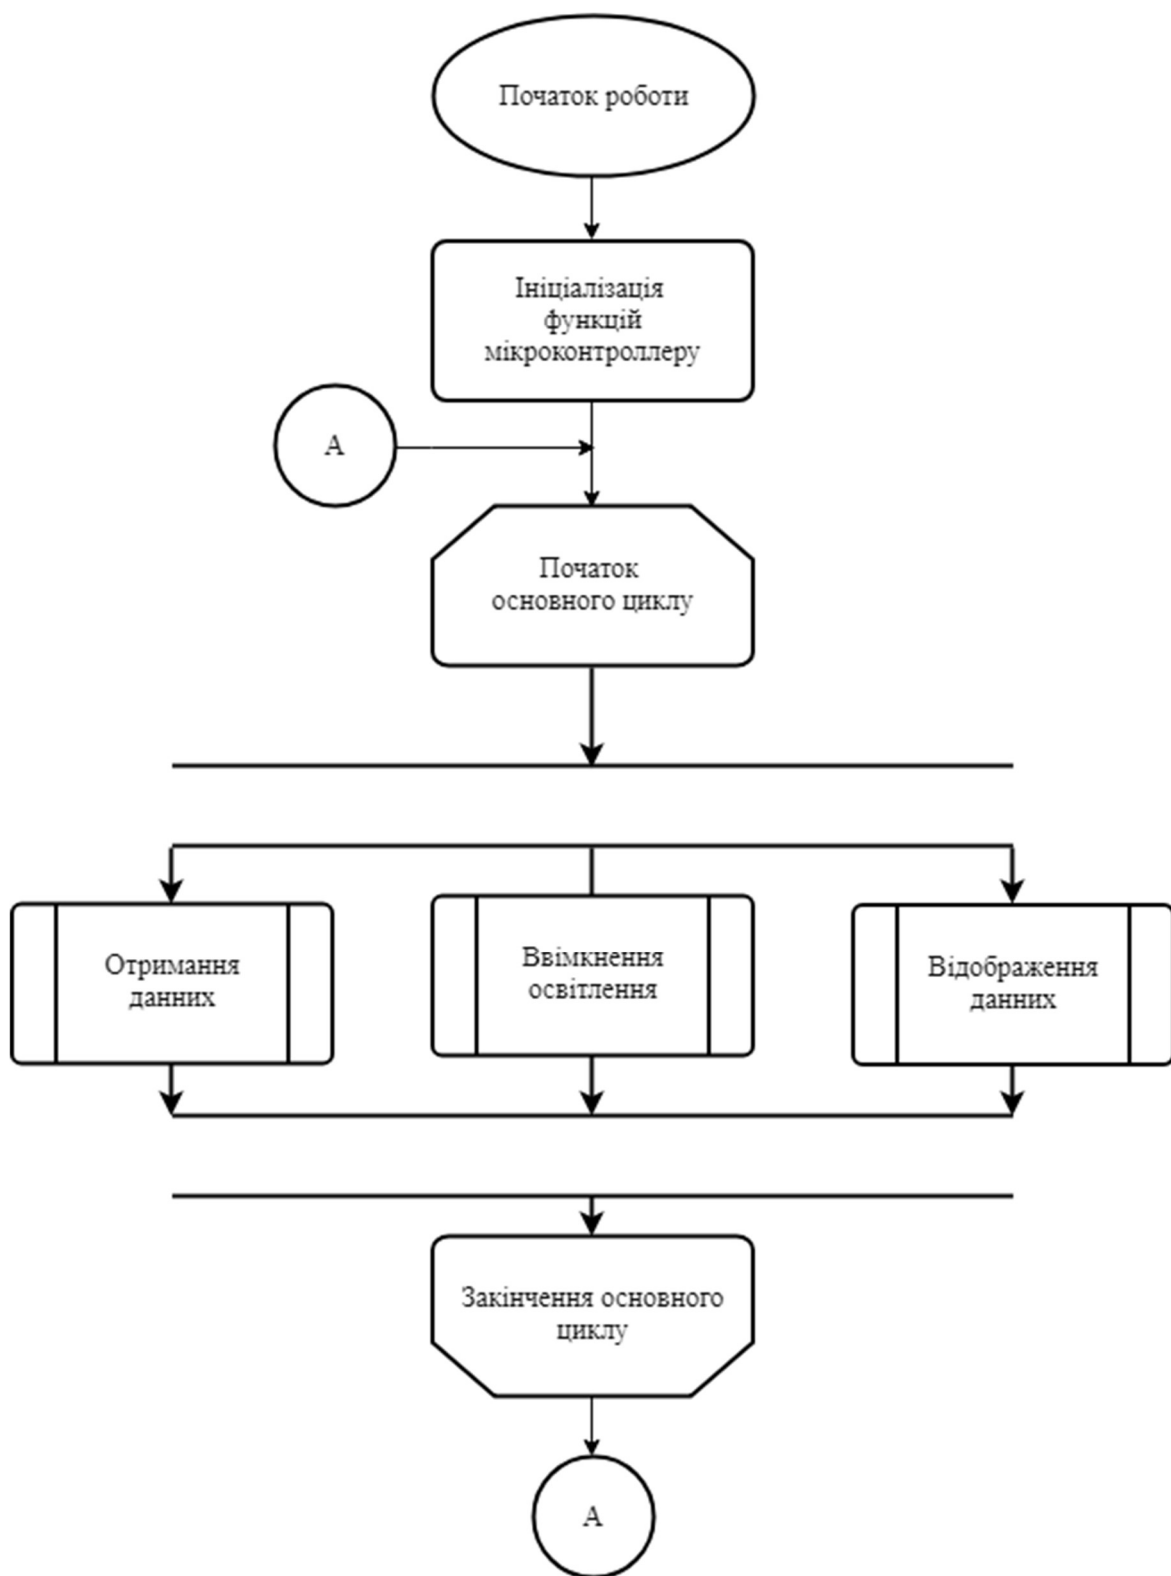 Початок роботи
Ініціалізація
функцій
мікроконтроллеру
А
Початок
основного циклу
Отримання
данних
Ввімкнення
освітлення
Відображення
данних
Закінчення основного
циклу
А